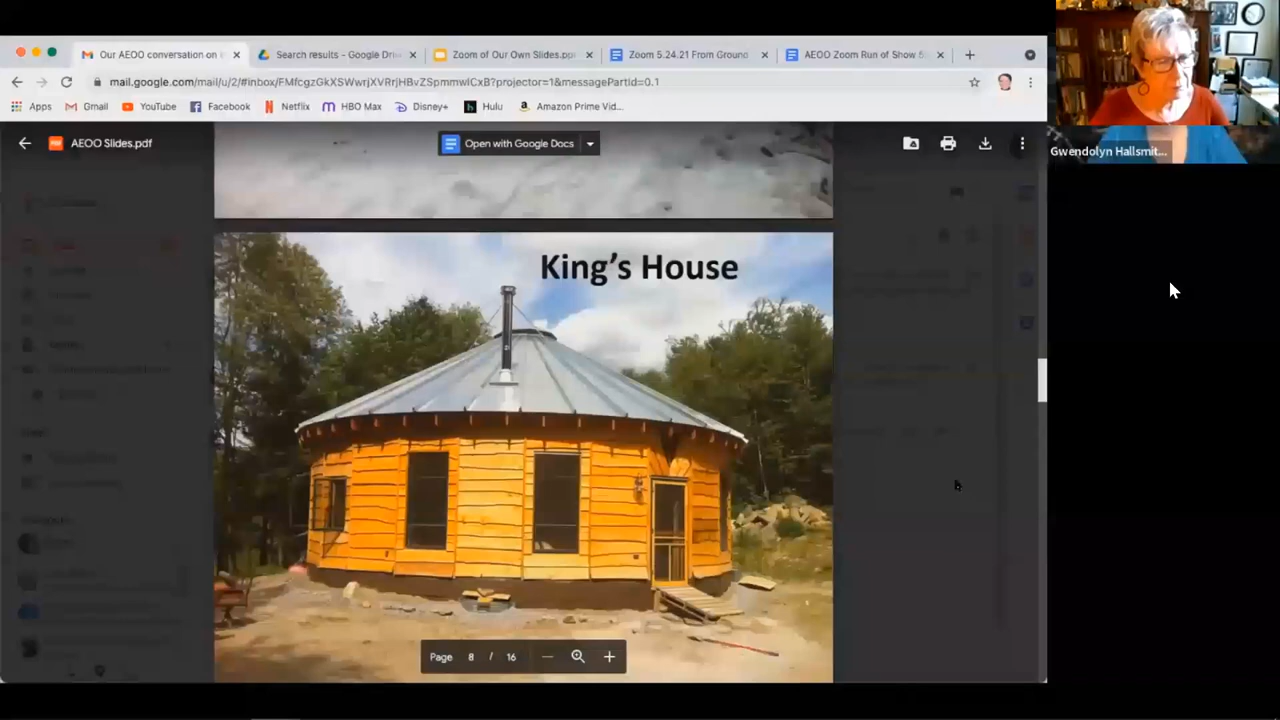 Our AEOO conversation on
Search results - Google Driv
Zoom of Our Own Slides.pp
Zoom 5.24.21 From Ground
AEOO Zoom Run of Show 5
mail.google.com/mail/u/2/#inbox/FMfcgzGkXSWwrjXVRrjHBvZSpmmwlCxB?projector=1&messagePartId=0.1
Apps
Gmail
YouTube
Facebook
Netflix
HBO Max
Disney+
Hulu
Amazon Prime Vid...
AEOO Slides.pdf
Open with Google Docs
Gwendolyn Hallsmit...
King's House
Page 8 / 16